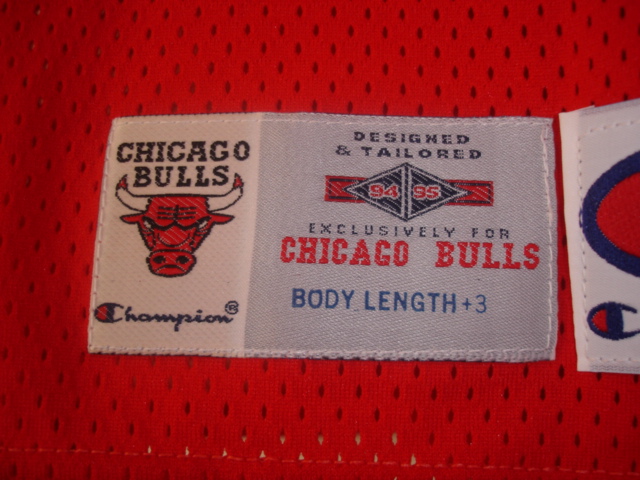 CHICAGO
BULLS
Champion®
DESIGNED
& TAILORED
94 95
EXCLUSIVELY FOR
CHICAGO BULLS
BODY LENGTH +3